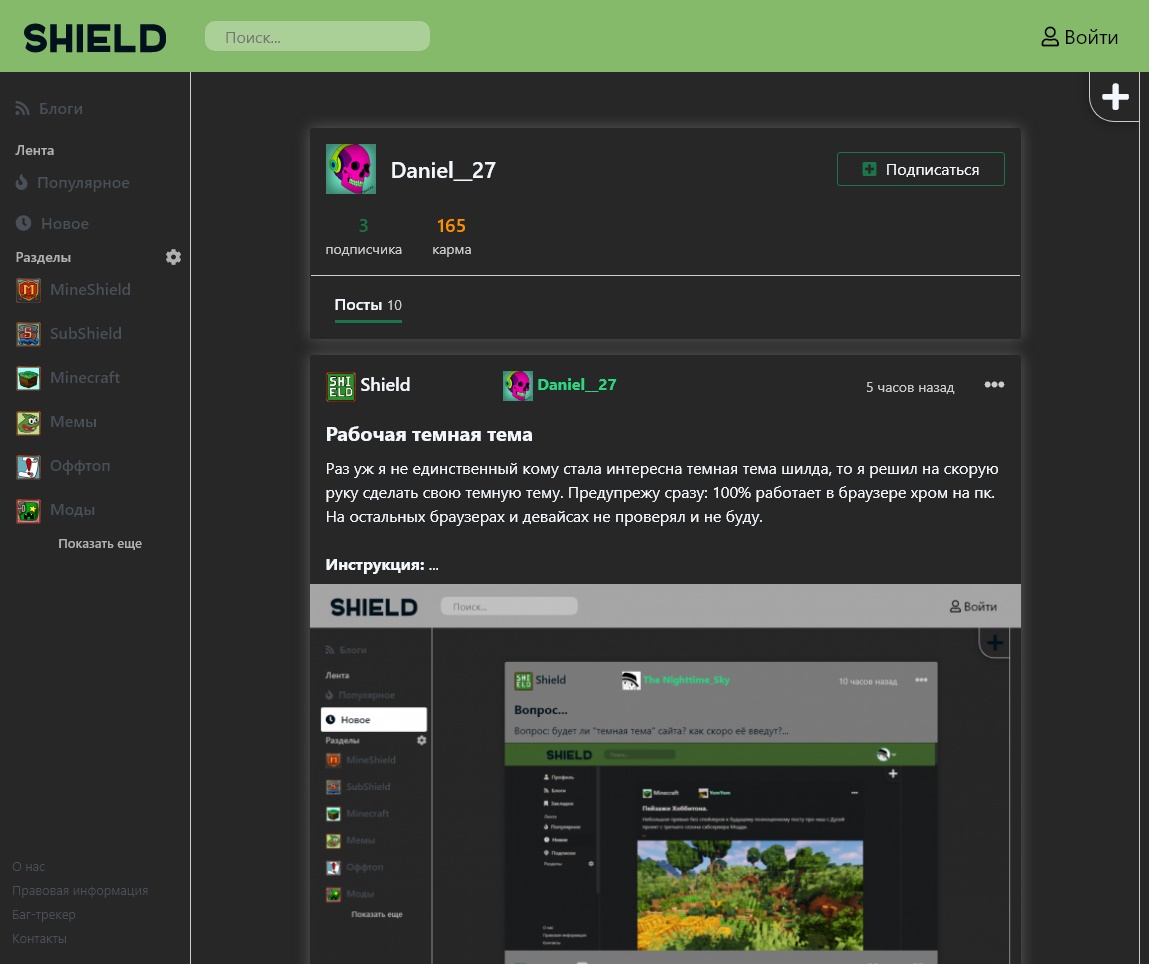 SHIELD
Поиск...
Войти
Блоги
Лента
Популярное
Новое
Разделы
MineShield
SubShield
Minecraft
Мемы
Оффтоп
Моды
Показать еще
О нас
Правовая информация
Баг-трекер
Контакты
Daniel__27
Подписаться
3
подписчика
165
карма
Посты 10
Shield
Daniel__27
5 часов назад
Рабочая темная тема
Раз уж я не единственный кому стала интересна темная тема шилда, то я решил на скорую
руку сделать свою темную тему. Предупрежу сразу: 100% работает в браузере хром на пк.
На остальных браузерах и девайсах не проверял и не буду.
Инструкция: ...
SHIELD
Поиск...
Войти
Блоги
Лента
Популярное
Новое
Разделы
MineShield
SubShield
Minecraft
Мемы
Оффтоп
Моды
Показать еще
Shield
The Nighttime_Sky
10 часов назад
Вопрос...
Вопрос: будет ли "темная тема" сайта? как скоро её введут?...
SHIELD
Профиль
Блоги
Закладки
Лента
Популярное
Новое
Подписки
Разделы
О нас
Правовая информация
Контакты
Minecraft
YumYum
Пейзажи Хоббитона.